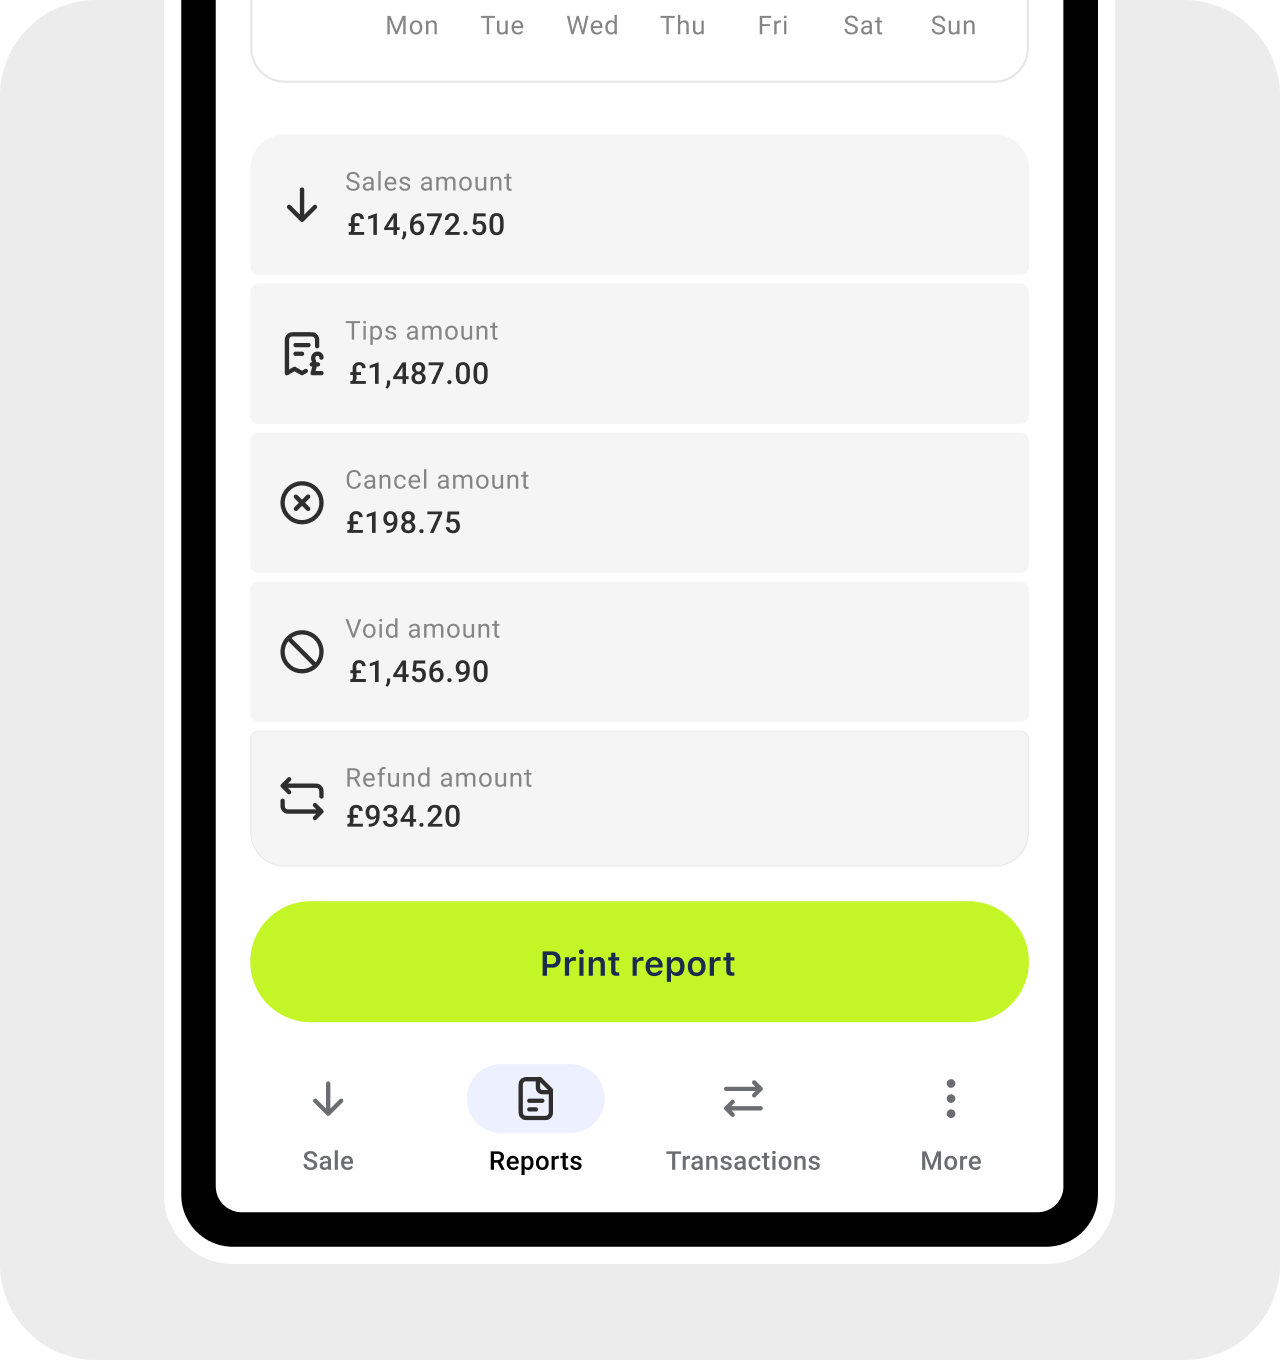 Mon Tue Wed Thu Fri Sat Sun
Sales amount
£14,672.50
Tips amount
£1,487.00
Cancel amount
£198.75
Void amount
£1,456.90
Refund amount
£934.20
Print report
Sale Reports Transactions More